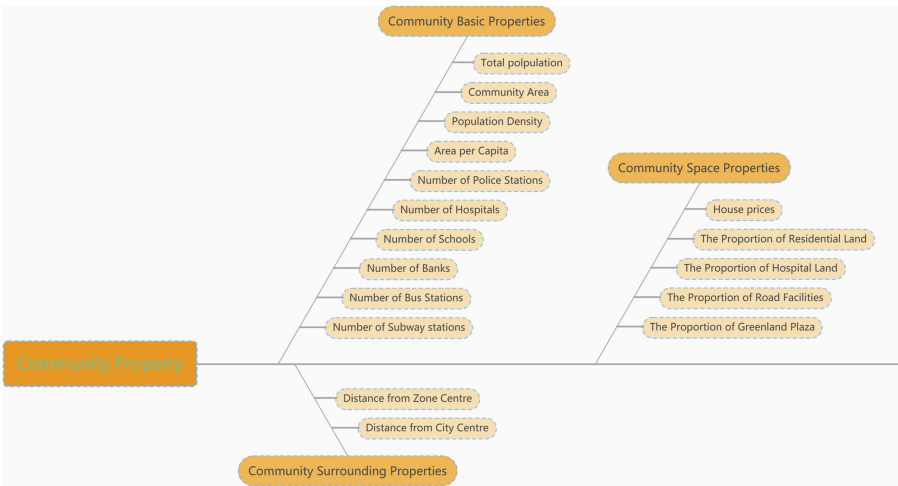 Community Basic Properties
Total polpulation
Community Area
Population Density
Area per Capita
Number of Police Stations
Number of Hospitals
Number of Schools
Number of Banks
Number of Bus Stations
Number of Subway stations
Community Space Properties
House prices
The Proportion of Residential Land
The Proportion of Hospital Land
The Proportion of Road Facilities
The Proportion of Greenland Plaza
Community Property
Distance from Zone Centre
Distance from City Centre
Community Surrounding Properties